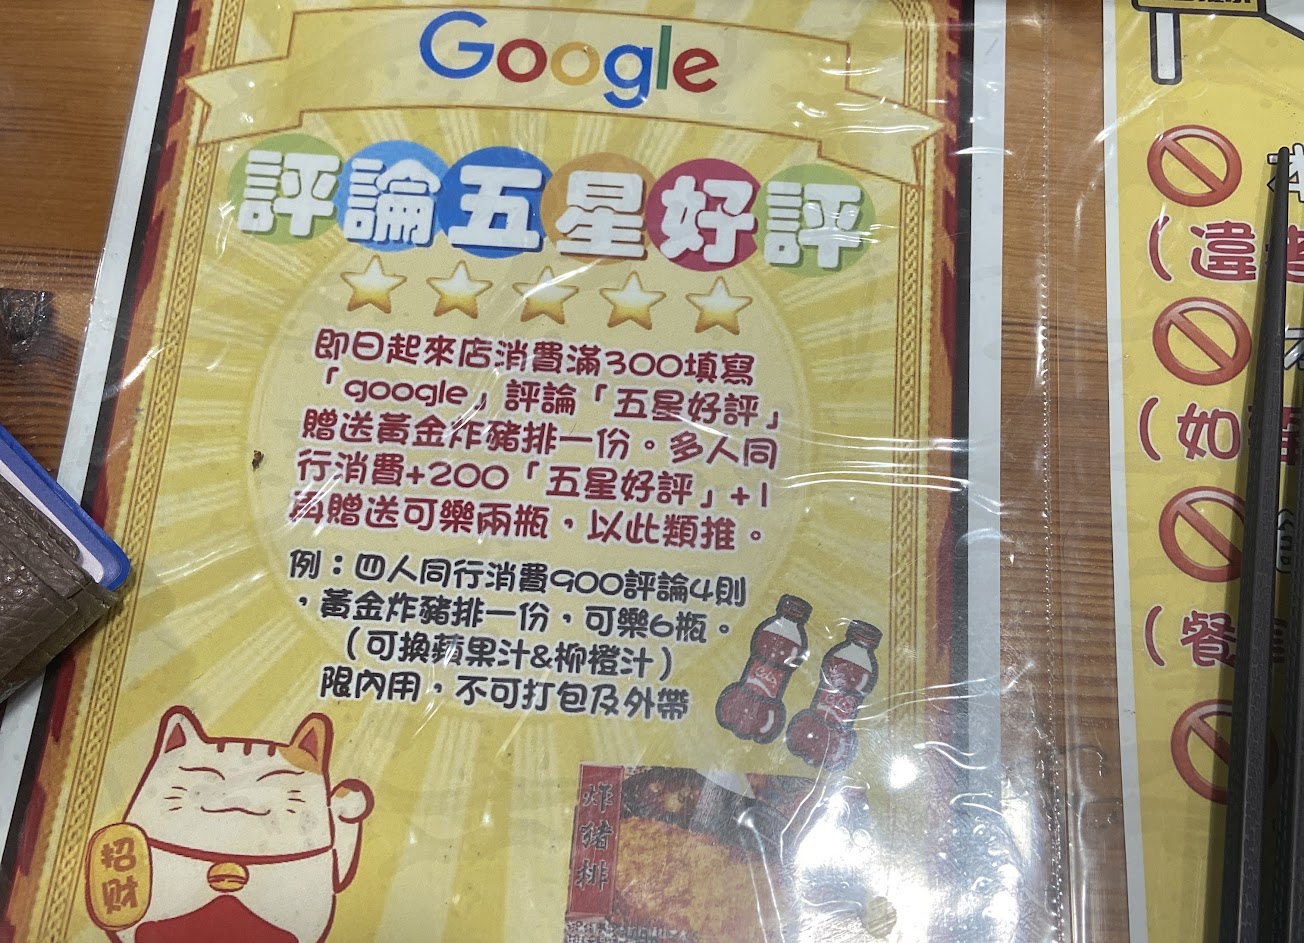 Google
評論五星好評
即日起來店消費滿300填寫
「google」評論「五星好評」
贈送黃金炸豬排一份。多人同
行消費+200「五星好評」+1
再贈送可樂兩瓶,以此類推。
例:四人同行消費900評論4則
,黃金炸豬排一份,可樂6瓶。
(可換蘋果汁&柳橙汁)
限內用,不可打包及外帶
招財
炸豬排
(違
(如
(餐